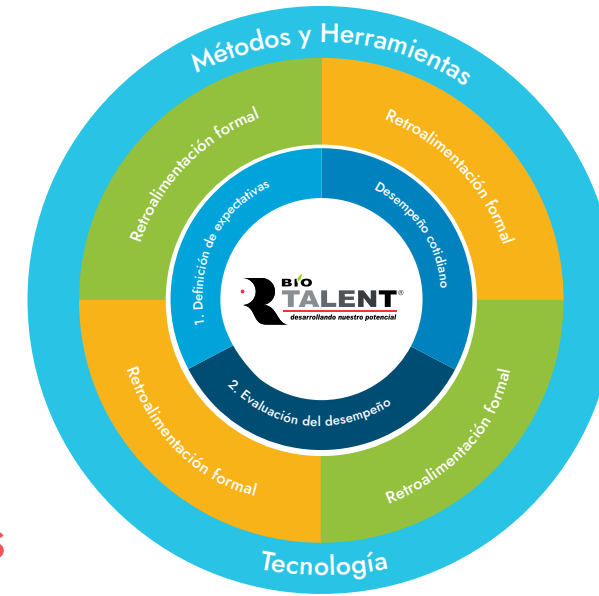 Métodos y Herramientas
Retroalimentación formal
Retroalimentación formal
1. Definición de expectativas
Desempeño cotidiano
BIO
TALENT®
desarrollando nuestro potencial
2. Evaluación del desempeño
Retroalimentación formal
Retroalimentación formal
s
Tecnología